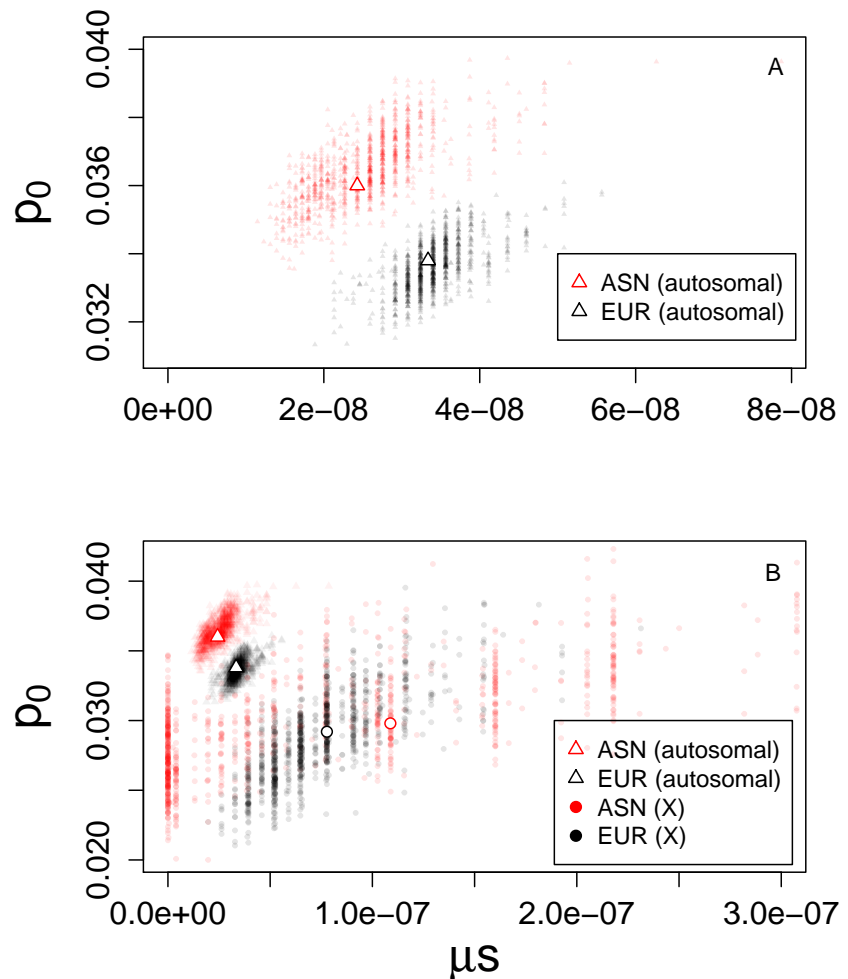 A
0.040
0.036
0.032
p0
ASN (autosomal)
EUR (autosomal)
0e+00 2e−08 4e−08 6e−08 8e−08
B
0.040
0.030
0.020
p0
ASN (autosomal)
EUR (autosomal)
ASN (X)
EUR (X)
0.0e+00 1.0e−07 2.0e−07 3.0e−07
μs